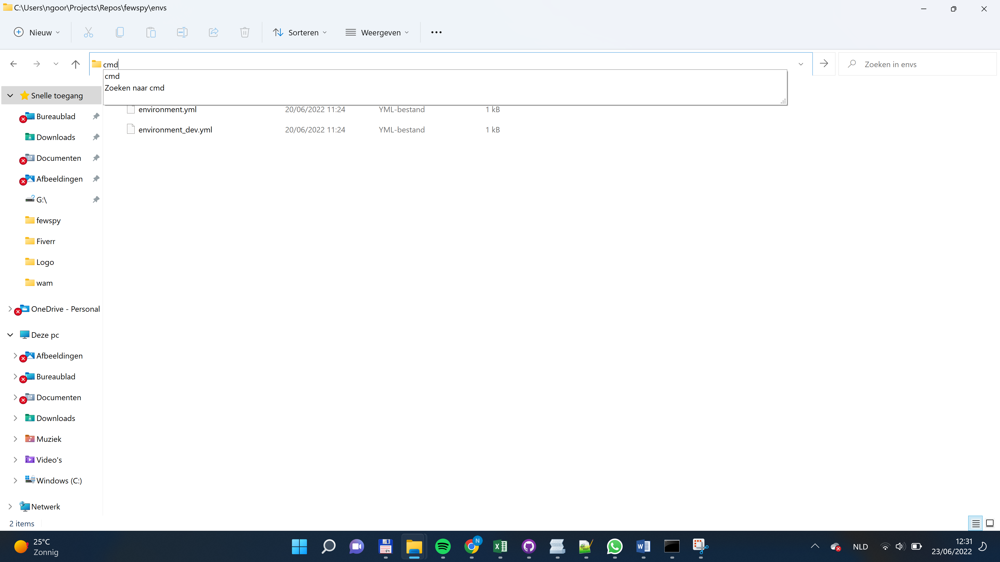 C:\Users\ngoor\Projects\Repos\fewspy\envs
Nieuw
Sorteren
Weergeven
cmd
Zoeken in envs
cmd
Zoeken naar cmd
Snelle toegang
Bureaublad
Downloads
Documenten
Afbeeldingen
G:\
fewspy
Fiverr
Logo
wam
OneDrive - Personal
Deze pc
Afbeeldingen
Bureaublad
Documenten
Downloads
Muziek
Video's
Windows (C:)
Netwerk
environment.yml 20/06/2022 11:24 YML-bestand 1 kB
environment_dev.yml 20/06/2022 11:24 YML-bestand 1 kB
2 items
25°C
Zonnig
64
N
NLD
12:31
23/06/2022